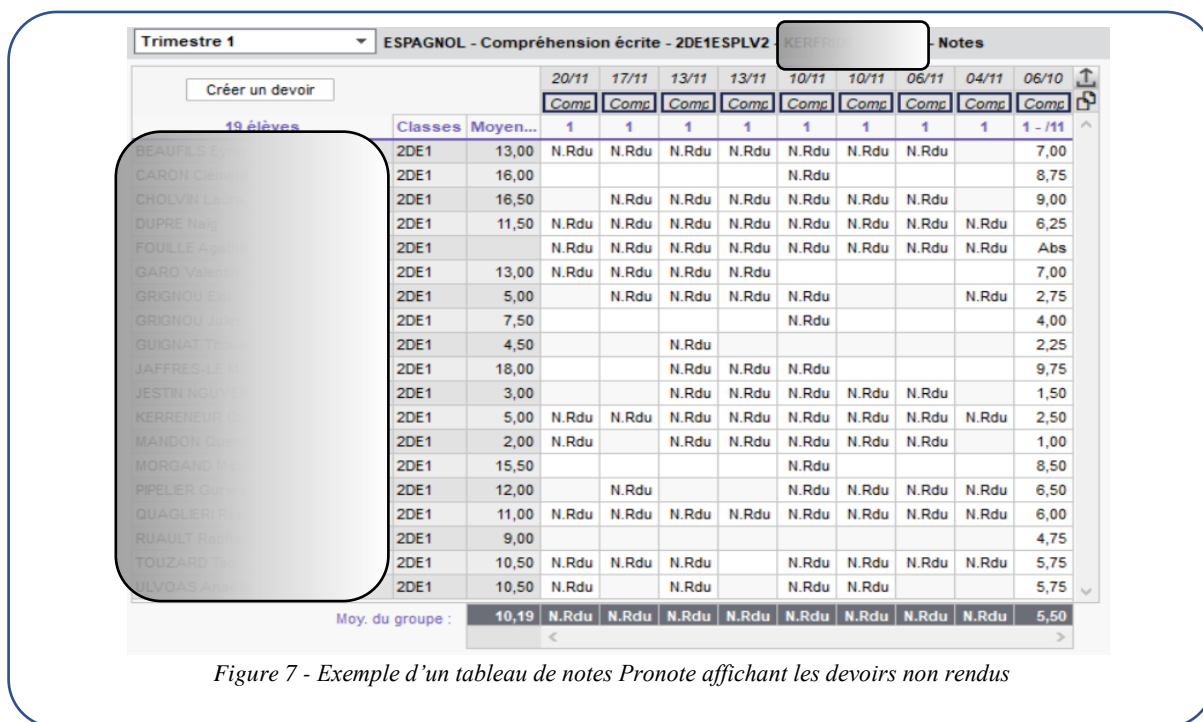 Trimestre 1 ESPAGNOL - Compréhension écrite - 2DE1ESPLV2 - - Notes
Créer un devoir 20/11 17/11 13/11 13/11 10/11 10/11 06/11 04/11 06/10
Comp Comp Comp Comp Comp Comp Comp Comp Comp
19 élèves Classes Moyen... 1 1 1 1 1 1 1 1 1 - /11
2DE1 13,00 N.Rdu N.Rdu N.Rdu N.Rdu N.Rdu N.Rdu N.Rdu 7,00
2DE1 16,00 N.Rdu 8,75
2DE1 16,50 N.Rdu N.Rdu N.Rdu N.Rdu N.Rdu N.Rdu 9,00
2DE1 11,50 N.Rdu N.Rdu N.Rdu N.Rdu N.Rdu N.Rdu N.Rdu N.Rdu 6,25
2DE1 N.Rdu N.Rdu N.Rdu N.Rdu N.Rdu N.Rdu N.Rdu N.Rdu Abs
2DE1 13,00 N.Rdu N.Rdu N.Rdu N.Rdu 7,00
2DE1 5,00 N.Rdu N.Rdu N.Rdu N.Rdu N.Rdu 2,75
2DE1 7,50 N.Rdu 4,00
2DE1 4,50 N.Rdu 2,25
2DE1 18,00 N.Rdu N.Rdu N.Rdu 9,75
2DE1 3,00 N.Rdu N.Rdu N.Rdu N.Rdu N.Rdu 1,50
2DE1 5,00 N.Rdu N.Rdu N.Rdu N.Rdu N.Rdu N.Rdu N.Rdu N.Rdu 2,50
2DE1 2,00 N.Rdu N.Rdu N.Rdu N.Rdu N.Rdu N.Rdu 1,00
2DE1 15,50 N.Rdu 8,50
2DE1 12,00 N.Rdu N.Rdu N.Rdu N.Rdu N.Rdu 6,50
2DE1 11,00 N.Rdu N.Rdu N.Rdu N.Rdu N.Rdu N.Rdu N.Rdu N.Rdu 6,00
2DE1 9,00 4,75
2DE1 10,50 N.Rdu N.Rdu N.Rdu N.Rdu N.Rdu N.Rdu N.Rdu 5,75
2DE1 10,50 N.Rdu N.Rdu N.Rdu N.Rdu 5,75
Moy. du groupe : 10,19 N.Rdu N.Rdu N.Rdu N.Rdu N.Rdu N.Rdu N.Rdu N.Rdu 5,50
Figure 7 - Exemple d'un tableau de notes Pronote affichant les devoirs non rendus